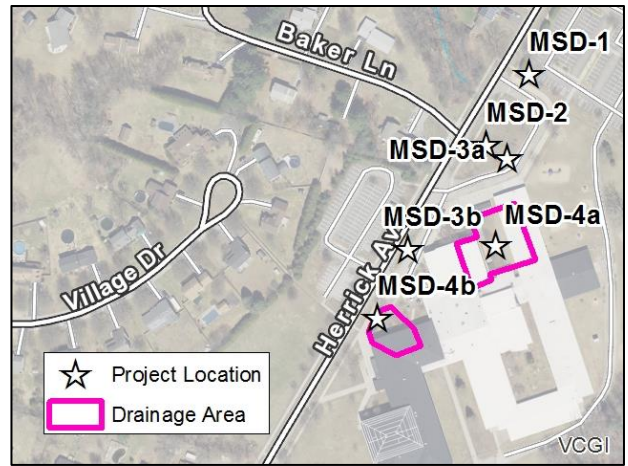 MSD-1
Baker Ln
MSD-2
MSD-3a
MSD-3b
MSD-4a
Herrick Av
MSD-4b
Village Dr
Project Location
Drainage Area
VCGI